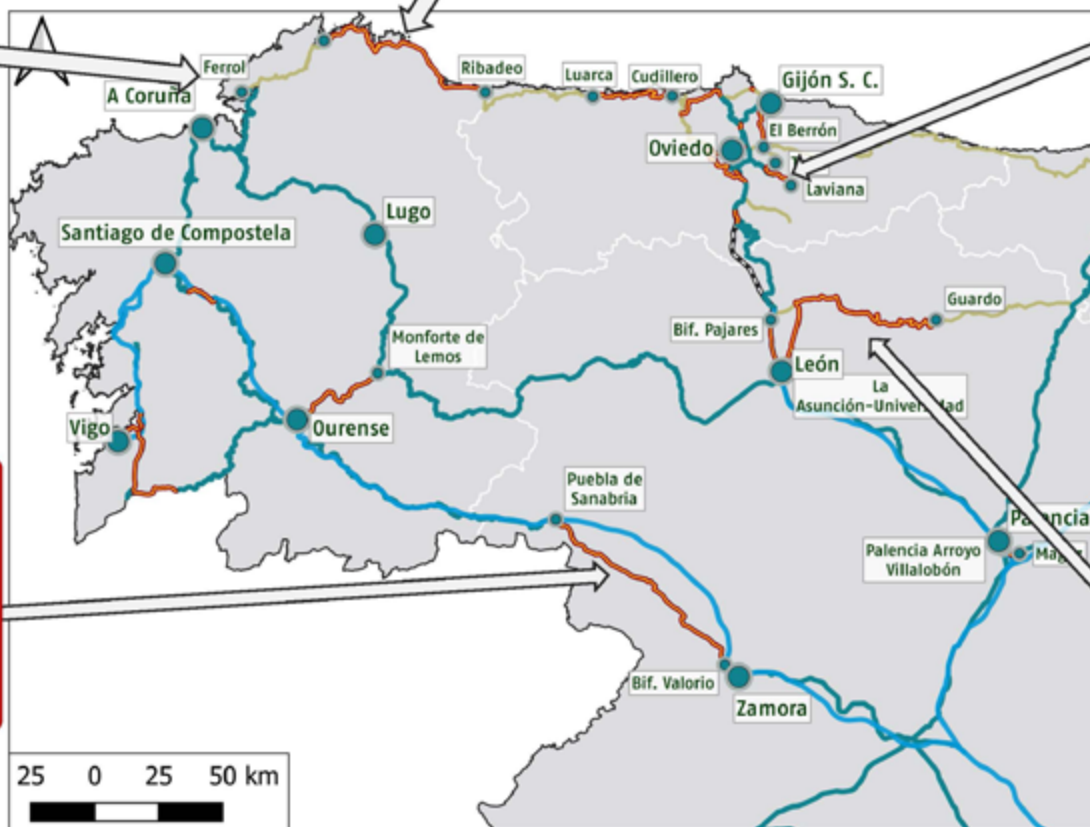 Ferrol
A Coruña
Ribadeo
Luarca
Cudillero
Gijón S. C.
El Berrón
Oviedo
Laviana
Lugo
Santiago de Compostela
Guardo
Bif. Pajares
Monforte de
Lemos
León
La
Asunción-Universidad
Vigo
Ourense
Puebla de
Sanabria
Palencia
Palencia Arroyo
Villalobón
Bif. Valorio
Zamora
25 0 25 50 km